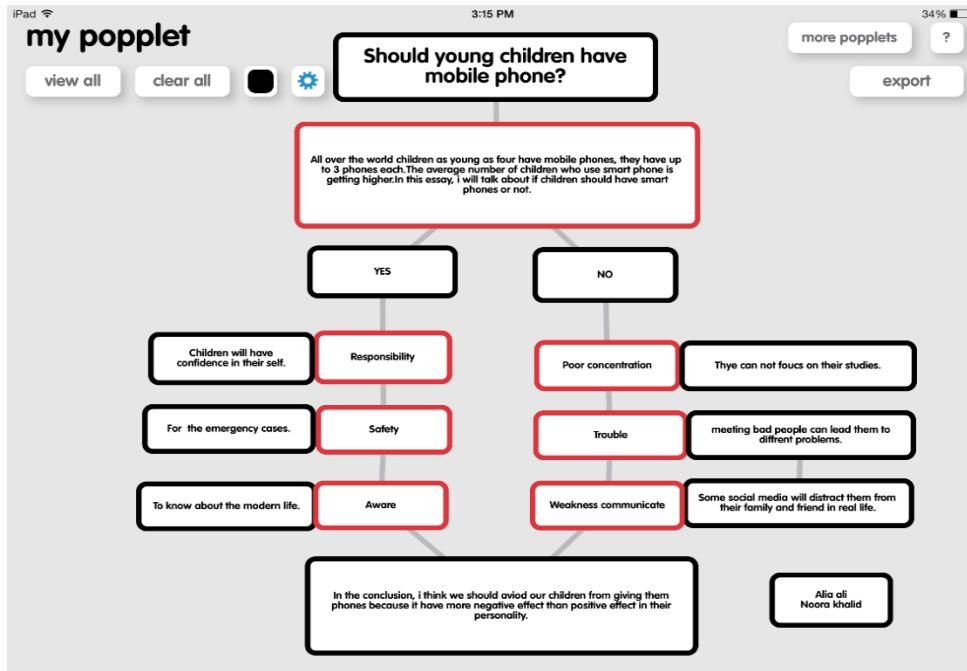 iPad
3:15 PM
34%
my popplet
more popplets
?
view all
clear all
export
Should young children have
mobile phone?
All over the world children as young as four have mobile phones, they have up
to 3 phones each.The average number of children who use smart phone is
getting higher.In this essay, i will talk about if children should have smart
phones or not.
YES
NO
Children will have
confidence in their self.
Responsibility
Poor concentration
Thye can not foucs on their studies.
For the emergency cases.
Safety
Trouble
meeting bad people can lead them to
diffrent problems.
To know about the modern life.
Aware
Weakness communicate
Some social media will distract them from
their family and friend in real life.
In the conclusion, i think we should aviod our children from giving them
phones because it have more negative effect than positive effect in their
personality.
Alia ali
Noora khalid